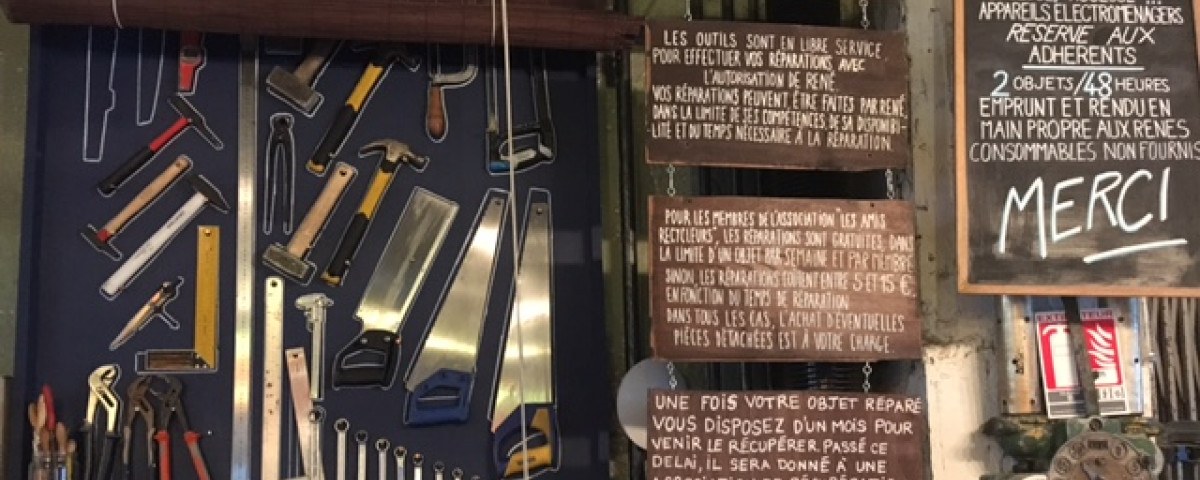 LES OUTILS SONT EN LIBRE SERVICE
POUR EFFECTUER VOS RÉPARATIONS AVEC
L'AUTORISATION DE RENÉ.
VOS RÉPARATIONS PEUVENT ÊTRE FAITES PAR RENÉ,
DANS LA LIMITE DE SES COMPÉTENCES DE SA DISPONIBI-
LITÉ ET DU TEMPS NÉCESSAIRE À LA RÉPARATION.
POUR LES MEMBRES DE L'ASSOCIATION "LES AMIS
RECYCLEURS", LES RÉPARATIONS SONT GRATUITES, DANS
LA LIMITE D'UN OBJET PAR SEMAINE ET PAR MEMBRE
SINON, LES RÉPARATIONS COÛTENT ENTRE 5 ET 15 €,
EN FONCTION DU TEMPS DE RÉPARATION
DANS TOUS LES CAS, L'ACHAT D'ÉVENTUELLES
PIÈCES DÉTACHÉES EST À VOTRE CHARGE.
UNE FOIS VOTRE OBJET RÉPARÉ
VOUS DISPOSEZ D'UN MOIS POUR
VENIR LE RÉCUPÉRER. PASSÉ CE
DELAI, IL SERA DONNÉ À UNE
APPAREILS ELECTROMENAGERS
RESERVE AUX
ADHERENTS
2 OBJETS/48 HEURES
EMPRUNT ET RENDU EN
MAIN PROPRE AUX RENES
CONSOMMABLES NON FOURNIS
MERCI